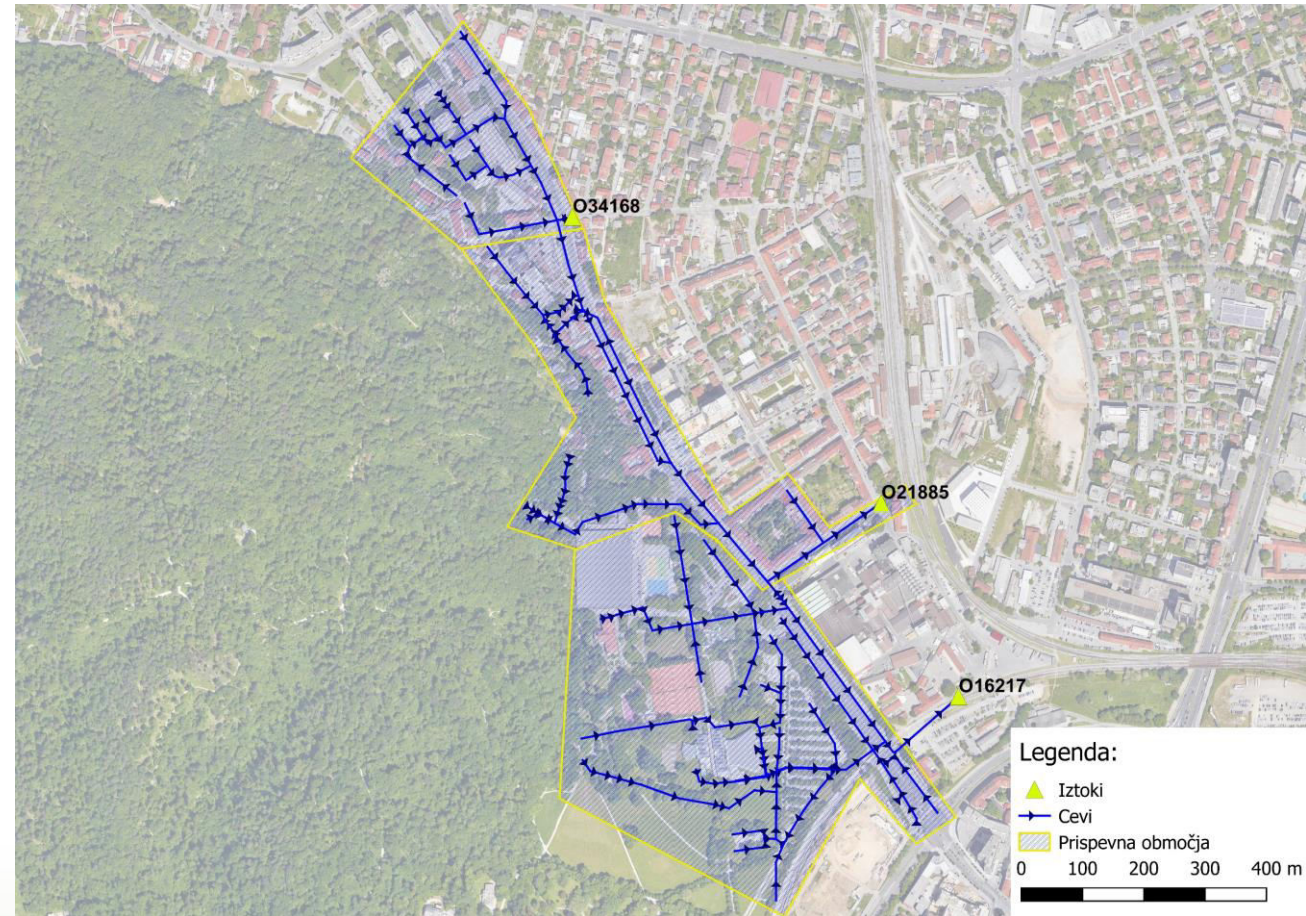 O34168
O21885
O16217
Legenda:
Iztoki
Cevi
Prispevna območja
0 100 200 300 400 m